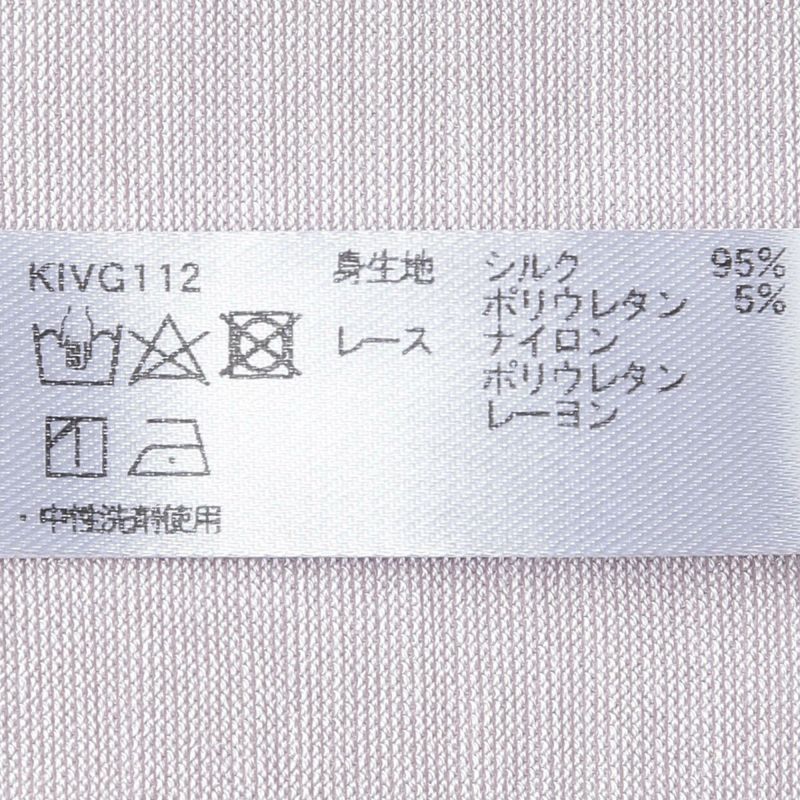 KIVG112
身生地 シルク 95%
ポリウレタン 5%
レース ナイロン
ポリウレタン
レーヨン
・中性洗剤使用